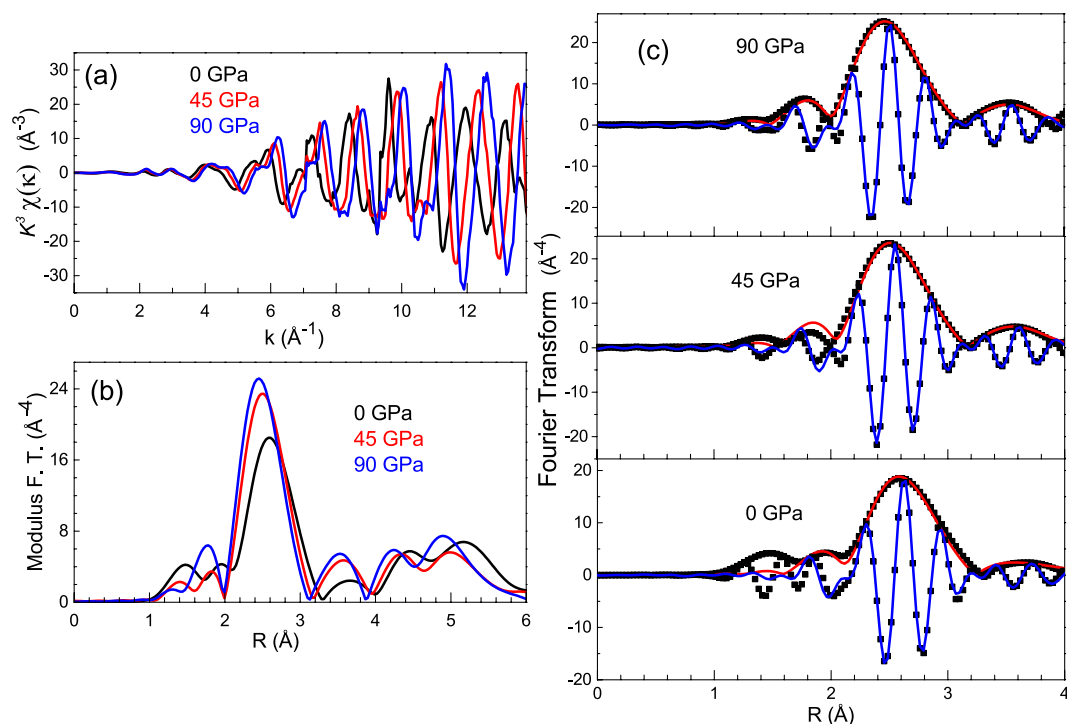 (a)
0 GPa
45 GPa
90 GPa
30
20
10
0
-10
-20
-30
K³ χ(κ) (Å⁻³)
0 2 4 6 8 10 12
k (Å⁻¹)
(b)
0 GPa
45 GPa
90 GPa
24
16
8
0
Modulus F. T. (Å⁻⁴)
0 1 2 3 4 5 6
R (Å)
(c)
90 GPa
20
10
0
10
20
45 GPa
20
10
0
-10
20
0 GPa
20
10
0
-10
20
Fourier Transform (Å⁻⁴)
0 1 2 3 4
R (Å)